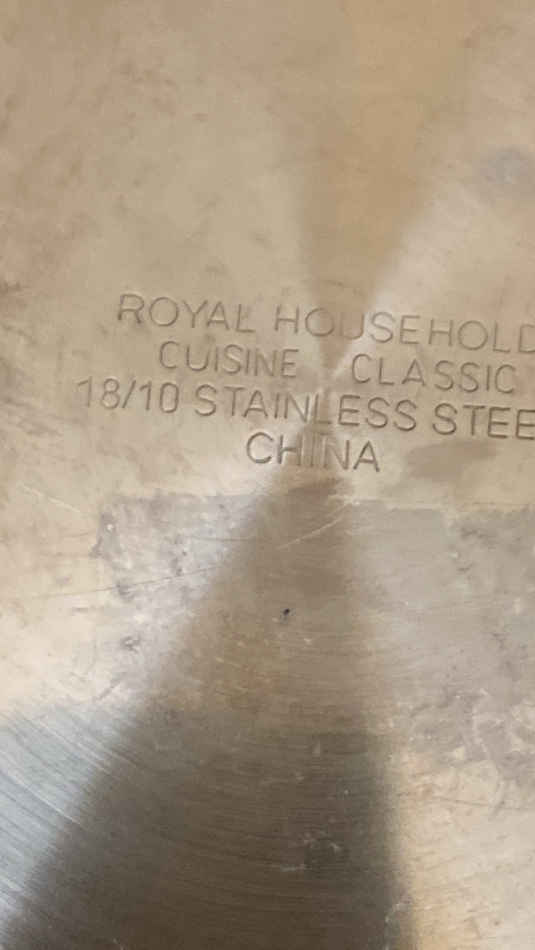 ROYAL HOUSEHOLD
CUISINE CLASSIC
18/10 STAINLESS STEE
CHINA